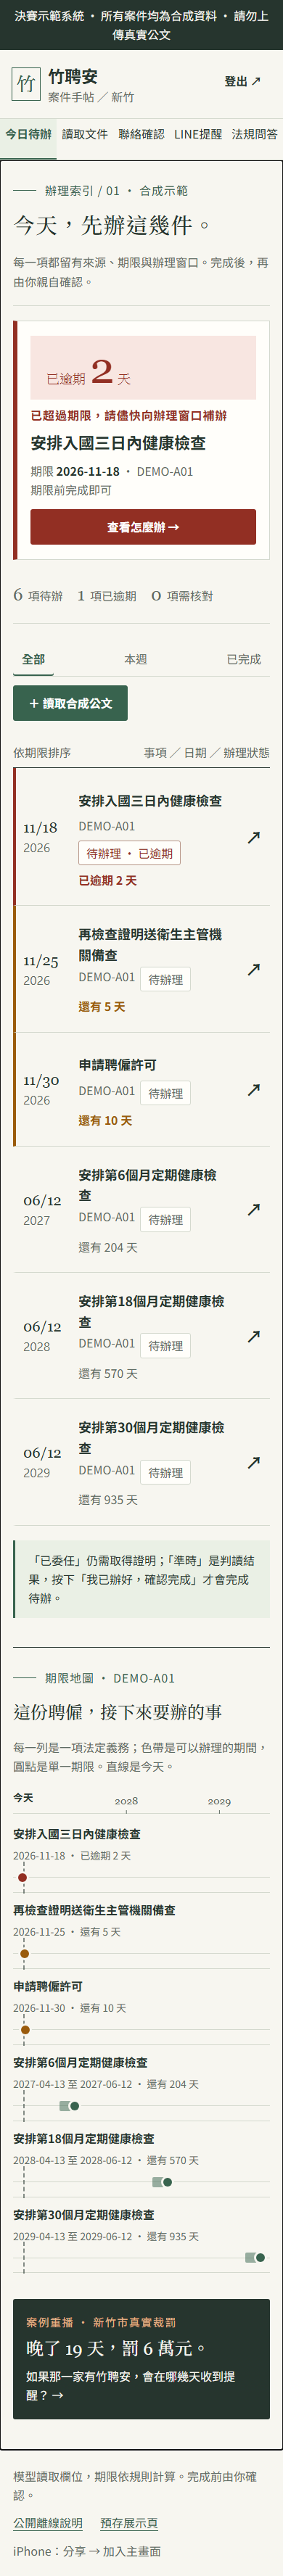 決賽示範系統 · 所有案件均為合成資料 · 請勿上
傳真實公文
竹
竹聘安
案件手帖 / 新竹
登出 ↗
今日待辦 讀取文件 聯絡確認 LINE提醒 法規問答
辦理索引 / 01 · 合成示範
今天，先辦這幾件。
每一項都留有來源、期限與辦理窗口。完成後，再
由你親自確認。
已逾期 2 天
已超過期限，請儘快向辦理窗口補辦
安排入國三日內健康檢查
期限 2026-11-18 · DEMO-A01
期限前完成即可
查看怎麼辦 →
6 項待辦 1 項已逾期 0 項需核對
全部 本週 已完成
＋ 讀取合成公文
依期限排序 事項 ／ 日期 ／ 辦理狀態
11/18
2026
安排入國三日內健康檢查
DEMO-A01
待辦理 · 已逾期
已逾期 2 天
↗
11/25
2026
再檢查證明送衛生主管機
關備查
DEMO-A01 待辦理
還有 5 天
↗
11/30
2026
申請聘僱許可
DEMO-A01 待辦理
還有 10 天
↗
06/12
2027
安排第6個月定期健康檢
查
DEMO-A01 待辦理
還有 204 天
↗
06/12
2028
安排第18個月定期健康檢
查
DEMO-A01 待辦理
還有 570 天
↗
06/12
2029
安排第30個月定期健康檢
查
DEMO-A01 待辦理
還有 935 天
↗
「已委任」仍需取得證明；「準時」是判讀結
果，按下「我已辦好，確認完成」才會完成
待辦。
期限地圖 · DEMO-A01
這份聘僱，接下來要辦的事
每一列是一項法定義務；色帶是可以辦理的期間，
圓點是單一期限。直線是今天。
今天 2028 2029
安排入國三日內健康檢查
2026-11-18 · 已逾期 2 天
再檢查證明送衛生主管機關備查
2026-11-25 · 還有 5 天
申請聘僱許可
2026-11-30 · 還有 10 天
安排第6個月定期健康檢查
2027-04-13 至 2027-06-12 · 還有 204 天
安排第18個月定期健康檢查
2028-04-13 至 2028-06-12 · 還有 570 天
安排第30個月定期健康檢查
2029-04-13 至 2029-06-12 · 還有 935 天
案例重播 · 新竹市真實裁罰
晚了 19 天，罰 6 萬元。
如果那一家有竹聘安，會在哪幾天收到提
醒？ →
模型讀取欄位，期限依規則計算。完成前由你確
認。
公開離線說明 預存展示頁
iPhone：分享 → 加入主畫面